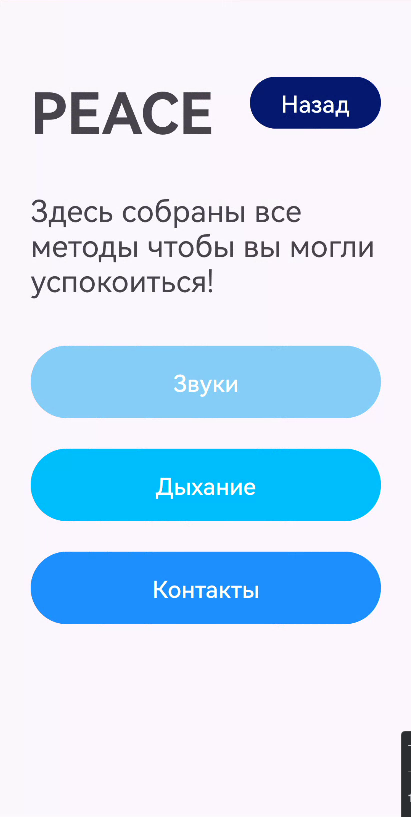 PEACE
Назад
Здесь собраны все
методы чтобы вы могли
успокоиться!
Звуки
Дыхание
Контакты